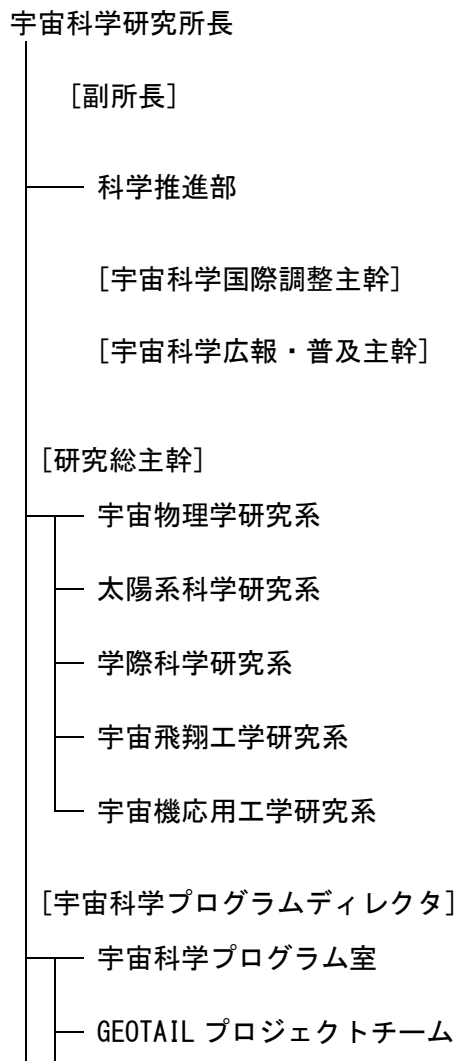 宇宙科学研究所長
[副所長]
科学推進部
[宇宙科学国際調整主幹]
[宇宙科学広報・普及主幹]
[研究総主幹]
宇宙物理学研究系
太陽系科学研究系
学際科学研究系
宇宙飛翔工学研究系
宇宙機応用工学研究系
[宇宙科学プログラムディレクタ]
宇宙科学プログラム室
GEOTAIL プロジェクトチーム